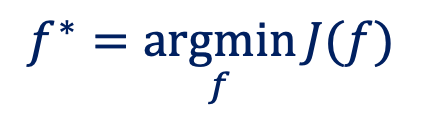 f* = argmin J(f)
f